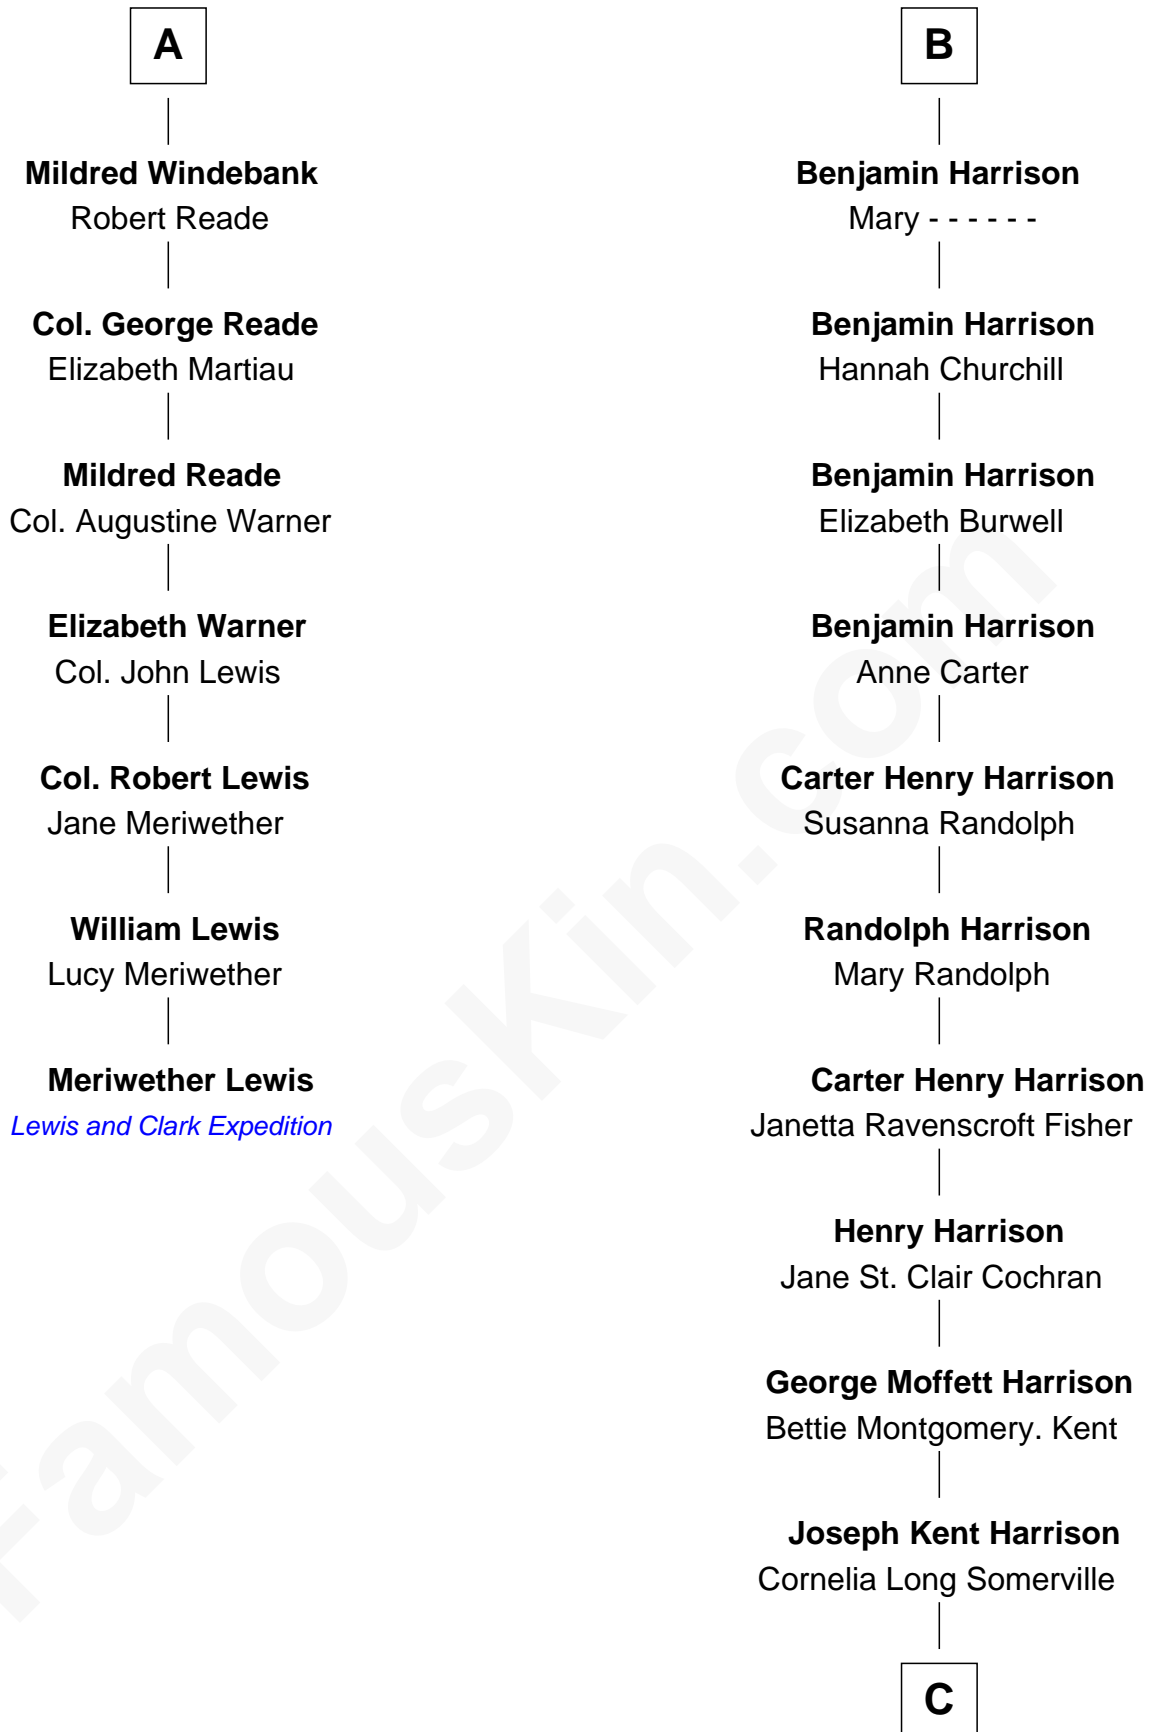 A
Mildred Windebank
Robert Reade
Col. George Reade
Elizabeth Martiau
Mildred Reade
Col. Augustine Warner
Elizabeth Warner
Col. John Lewis
Col. Robert Lewis
Jane Meriwether
William Lewis
Lucy Meriwether
Meriwether Lewis
Lewis and Clark Expedition
B
Benjamin Harrison
Mary - - - - - -
Benjamin Harrison
Hannah Churchill
Benjamin Harrison
Elizabeth Burwell
Benjamin Harrison
Anne Carter
Carter Henry Harrison
Susanna Randolph
Randolph Harrison
Mary Randolph
Carter Henry Harrison
Janetta Ravenscroft Fisher
Henry Harrison
Jane St. Clair Cochran
George Moffett Harrison
Bettie Montgomery. Kent
Joseph Kent Harrison
Cornelia Long Somerville
C
FamousKin.com